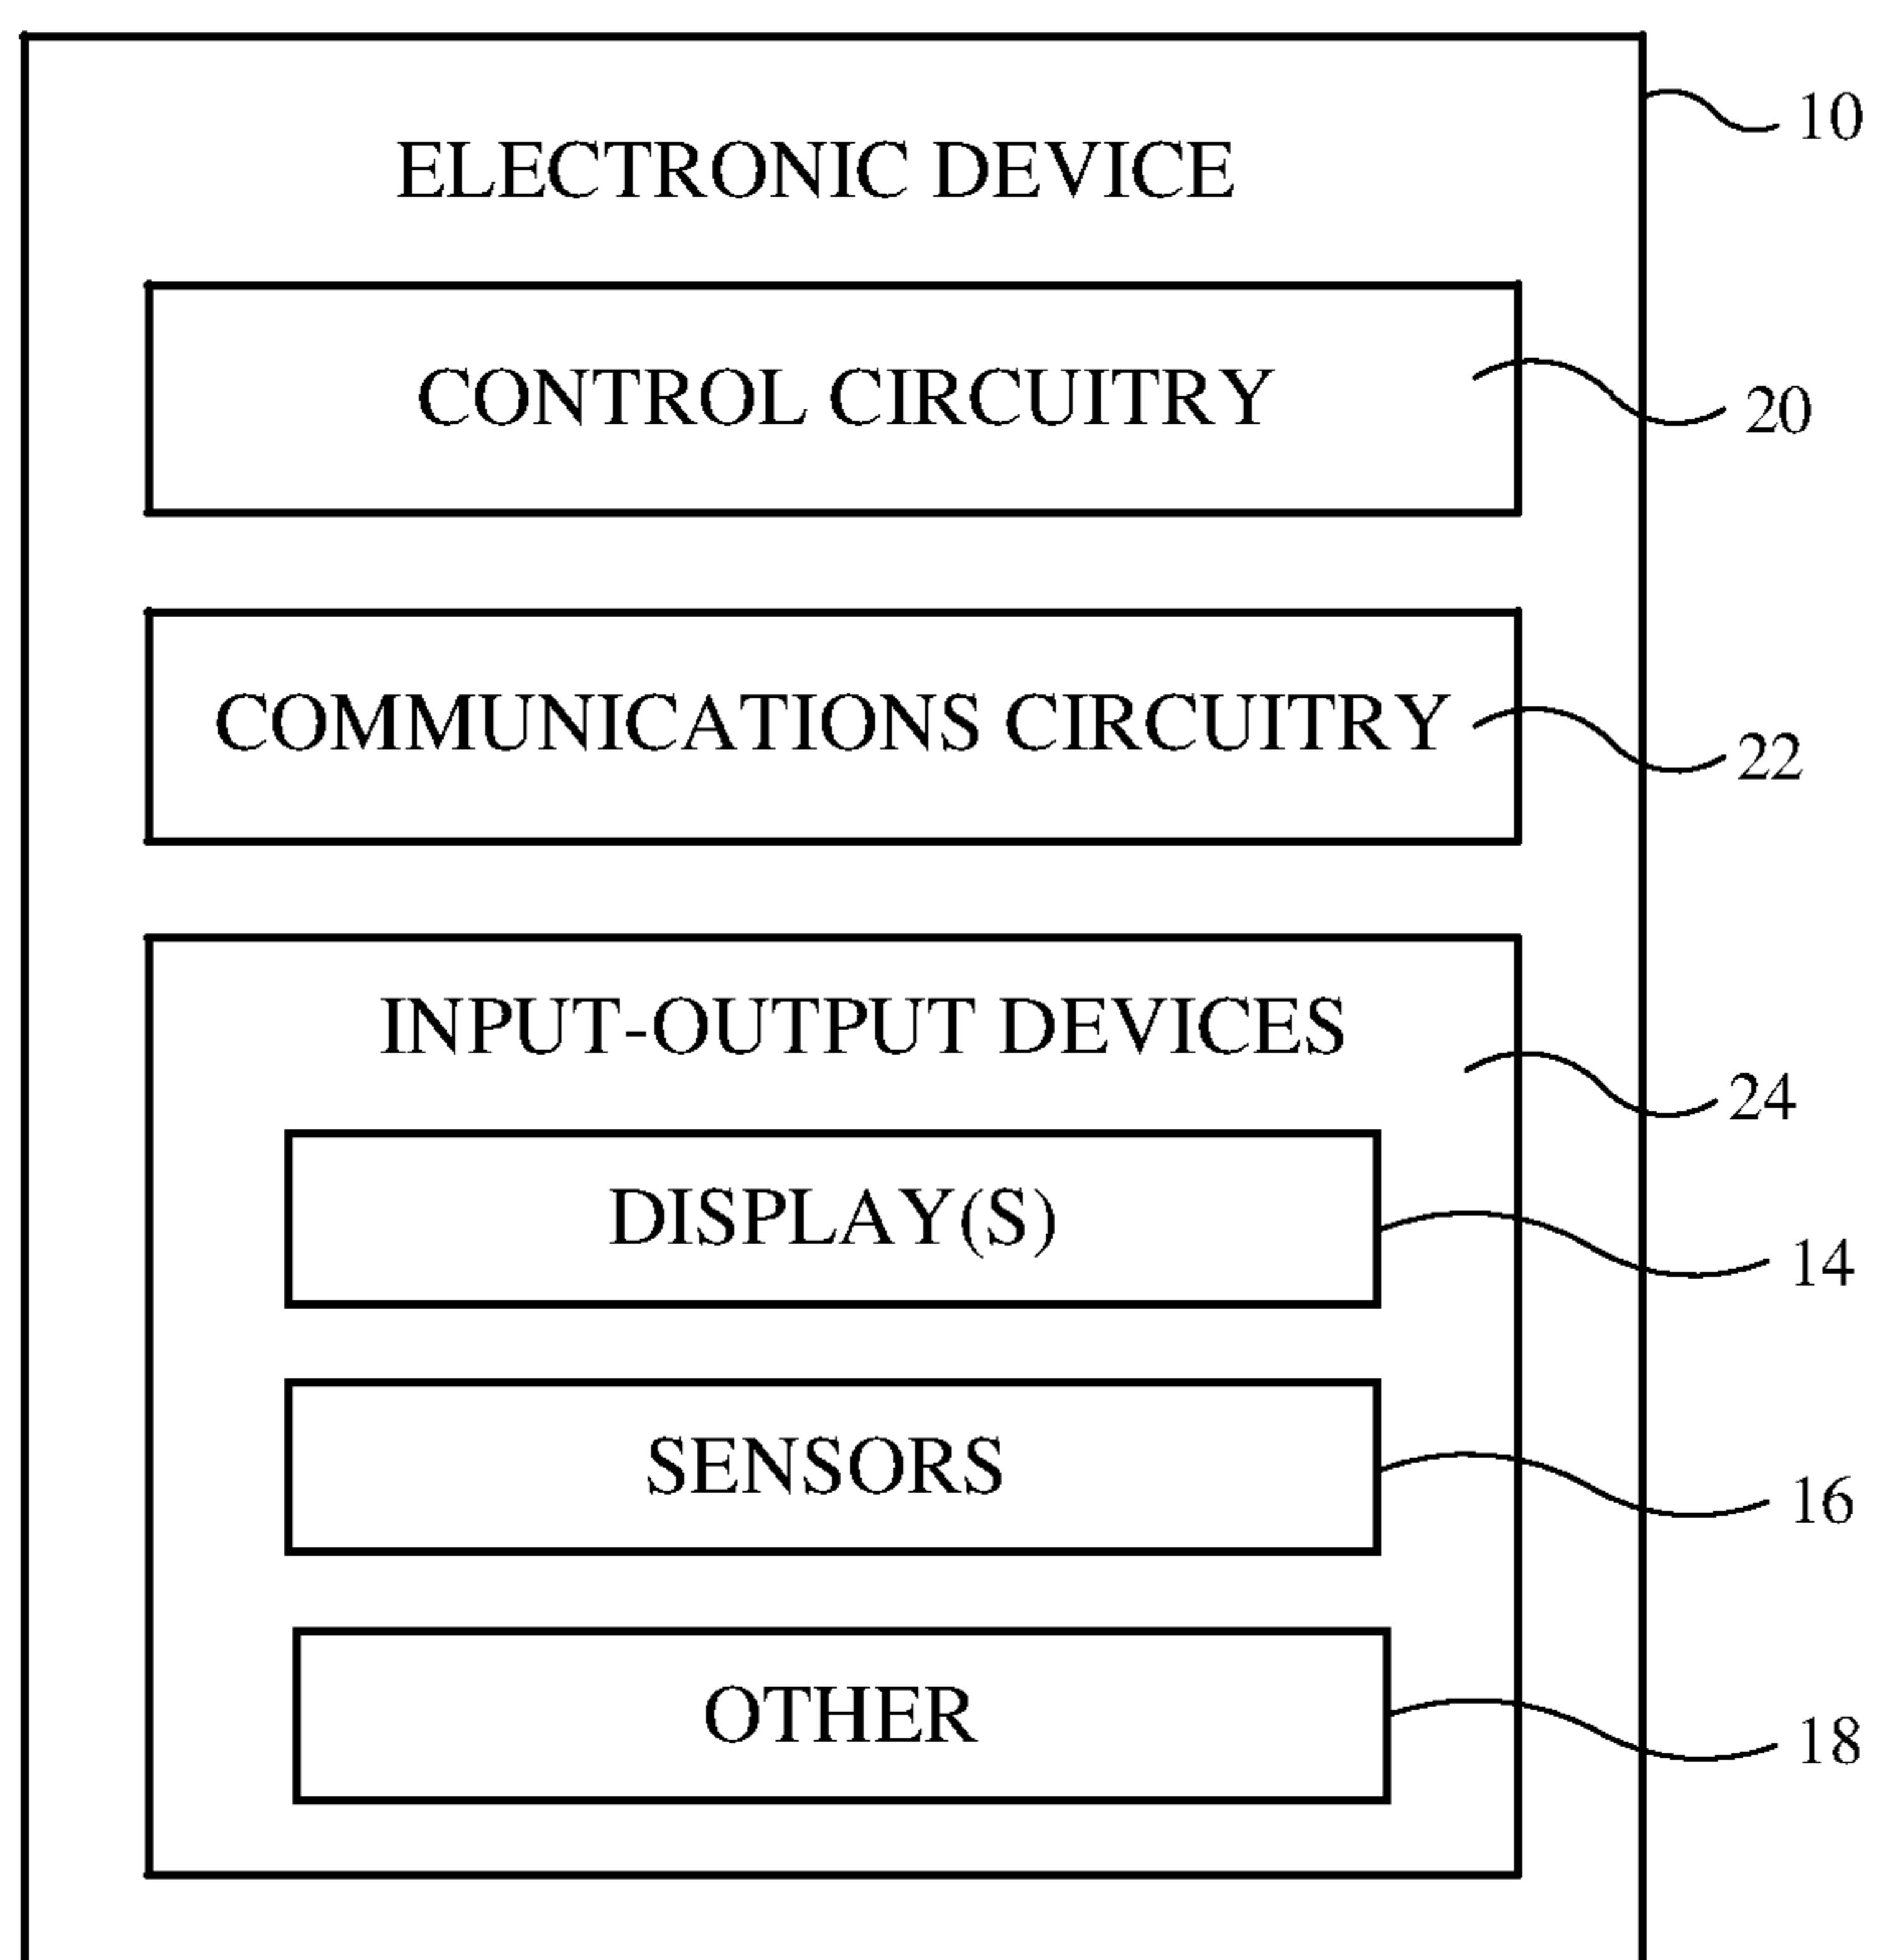 10
ELECTRONIC DEVICE
CONTROL CIRCUITRY
20
COMMUNICATIONS CIRCUITRY
22
INPUT-OUTPUT DEVICES
24
DISPLAY(S)
14
SENSORS
16
OTHER
18